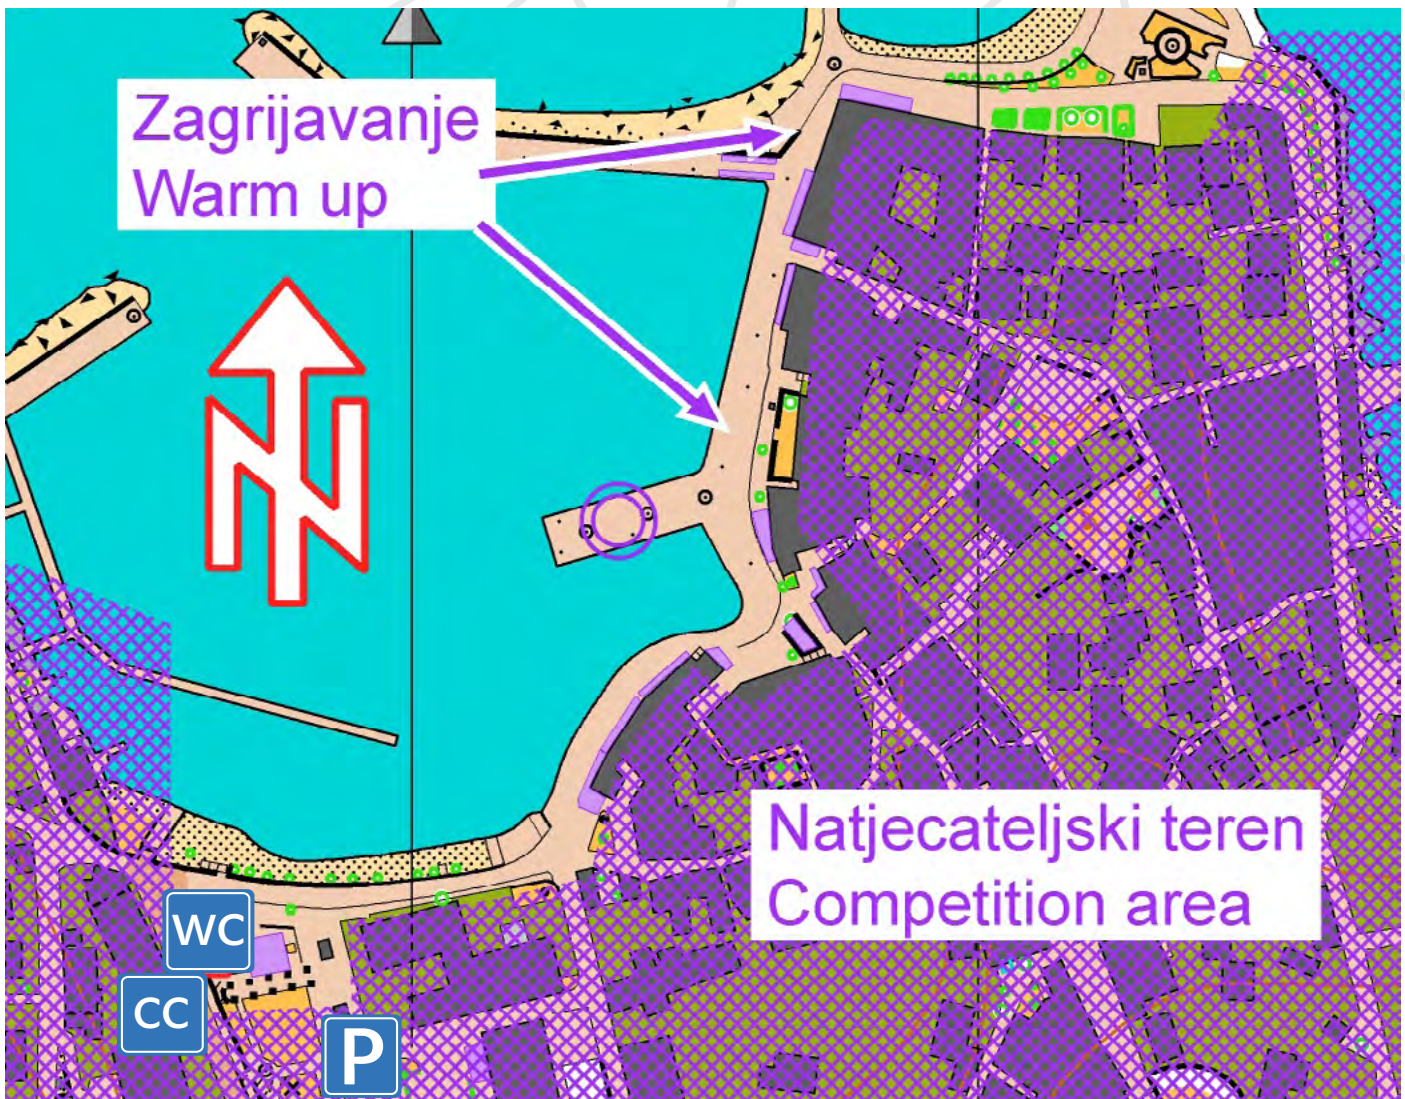 Zagrijavanje
Warm up
N
Natjecateljski teren
Competition area
WC
CC
P